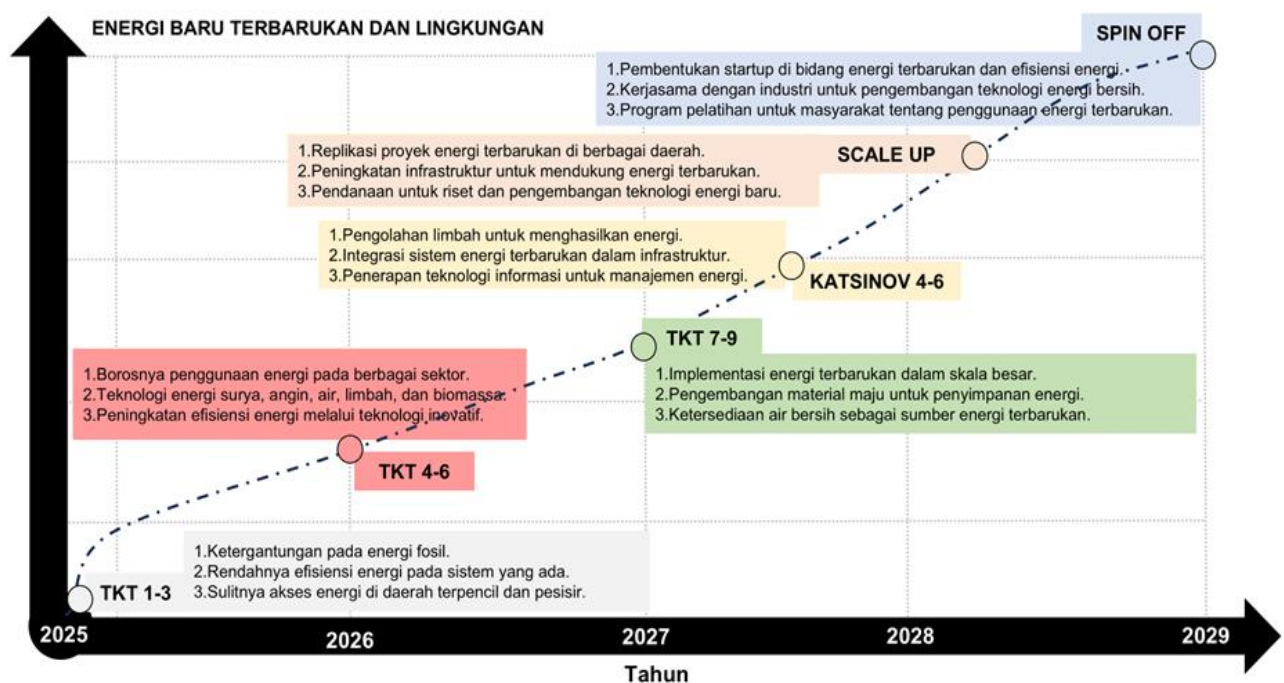 ENERGI BARU TERBARUKAN DAN LINGKUNGAN
SPIN OFF
1.Pembentukan startup di bidang energi terbarukan dan efisiensi energi.
2.Kerjasama dengan industri untuk pengembangan teknologi energi bersih.
3.Program pelatihan untuk masyarakat tentang penggunaan energi terbarukan.
1.Replikasi proyek energi terbarukan di berbagai daerah.
2.Peningkatan infrastruktur untuk mendukung energi terbarukan.
3.Pendanaan untuk riset dan pengembangan teknologi energi baru.
SCALE UP
1.Pengolahan limbah untuk menghasilkan energi.
2.Integrasi sistem energi terbarukan dalam infrastruktur.
3.Penerapan teknologi informasi untuk manajemen energi.
KATSINOV 4-6
TKT 7-9
1.Implementasi energi terbarukan dalam skala besar.
2.Pengembangan material maju untuk penyimpanan energi.
3.Ketersediaan air bersih sebagai sumber energi terbarukan.
1.Borosnya penggunaan energi pada berbagai sektor.
2.Teknologi energi surya, angin, air, limbah, dan biomassa.
3.Peningkatan efisiensi energi melalui teknologi inovatif.
TKT 4-6
1.Ketergantungan pada energi fosil.
2.Rendahnya efisiensi energi pada sistem yang ada.
3.Sulitnya akses energi di daerah terpencil dan pesisir.
TKT 1-3
2025 2026 2027 2028 2029
Tahun